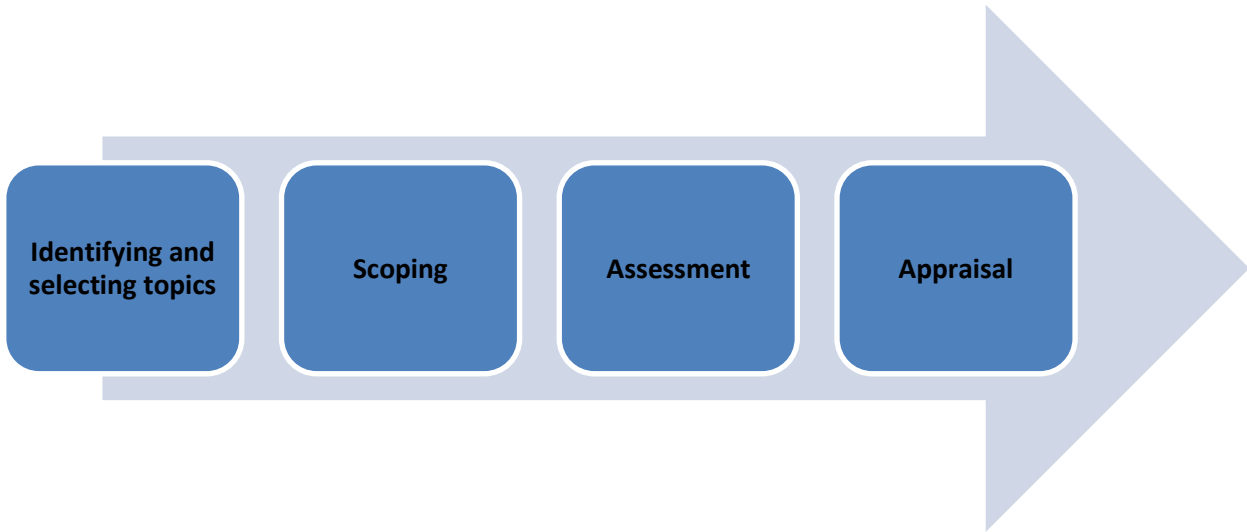 Identifying and
selecting topics
Scoping
Assessment
Appraisal